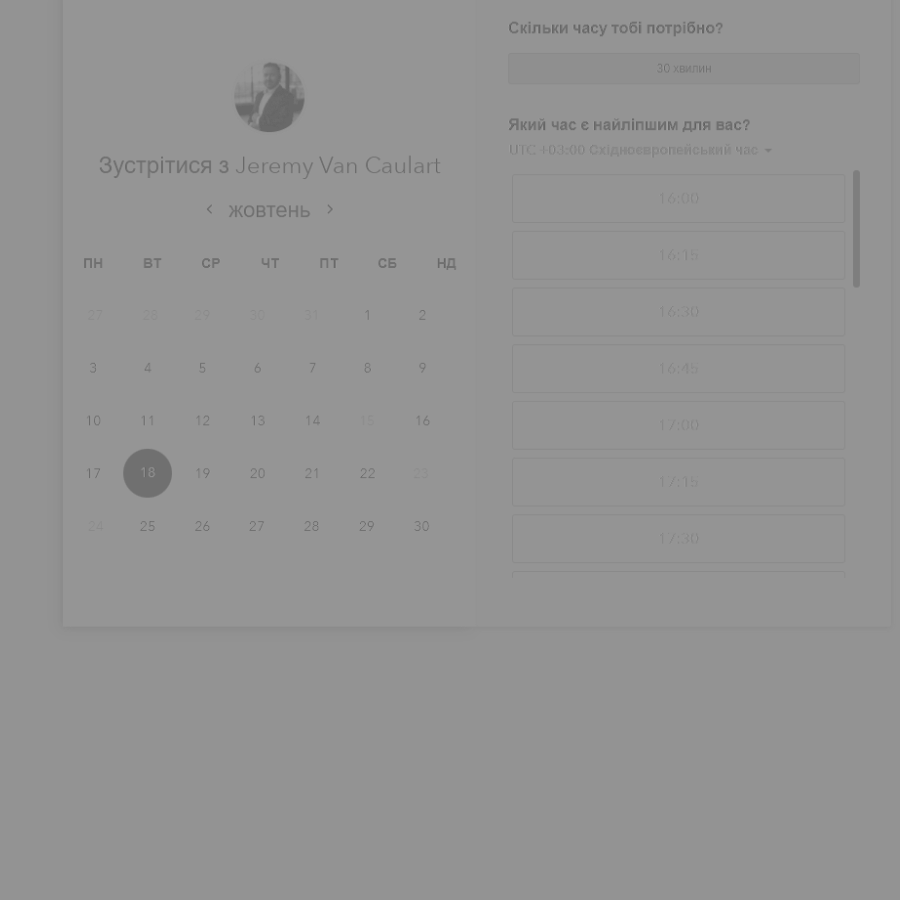 Зустрітися з Jeremy Van Caulart
жовтень
ПН ВТ СР ЧТ ПТ СБ НД
27 28 29 30 31 1 2
3 4 5 6 7 8 9
10 11 12 13 14 15 16
17 18 19 20 21 22 23
24 25 26 27 28 29 30
Скільки часу тобі потрібно?
30 хвилин
Який час є найліпшим для вас?
UTC +03:00 Східноєвропейський час
16:00
16:15
16:30
16:45
17:00
17:15
17:30